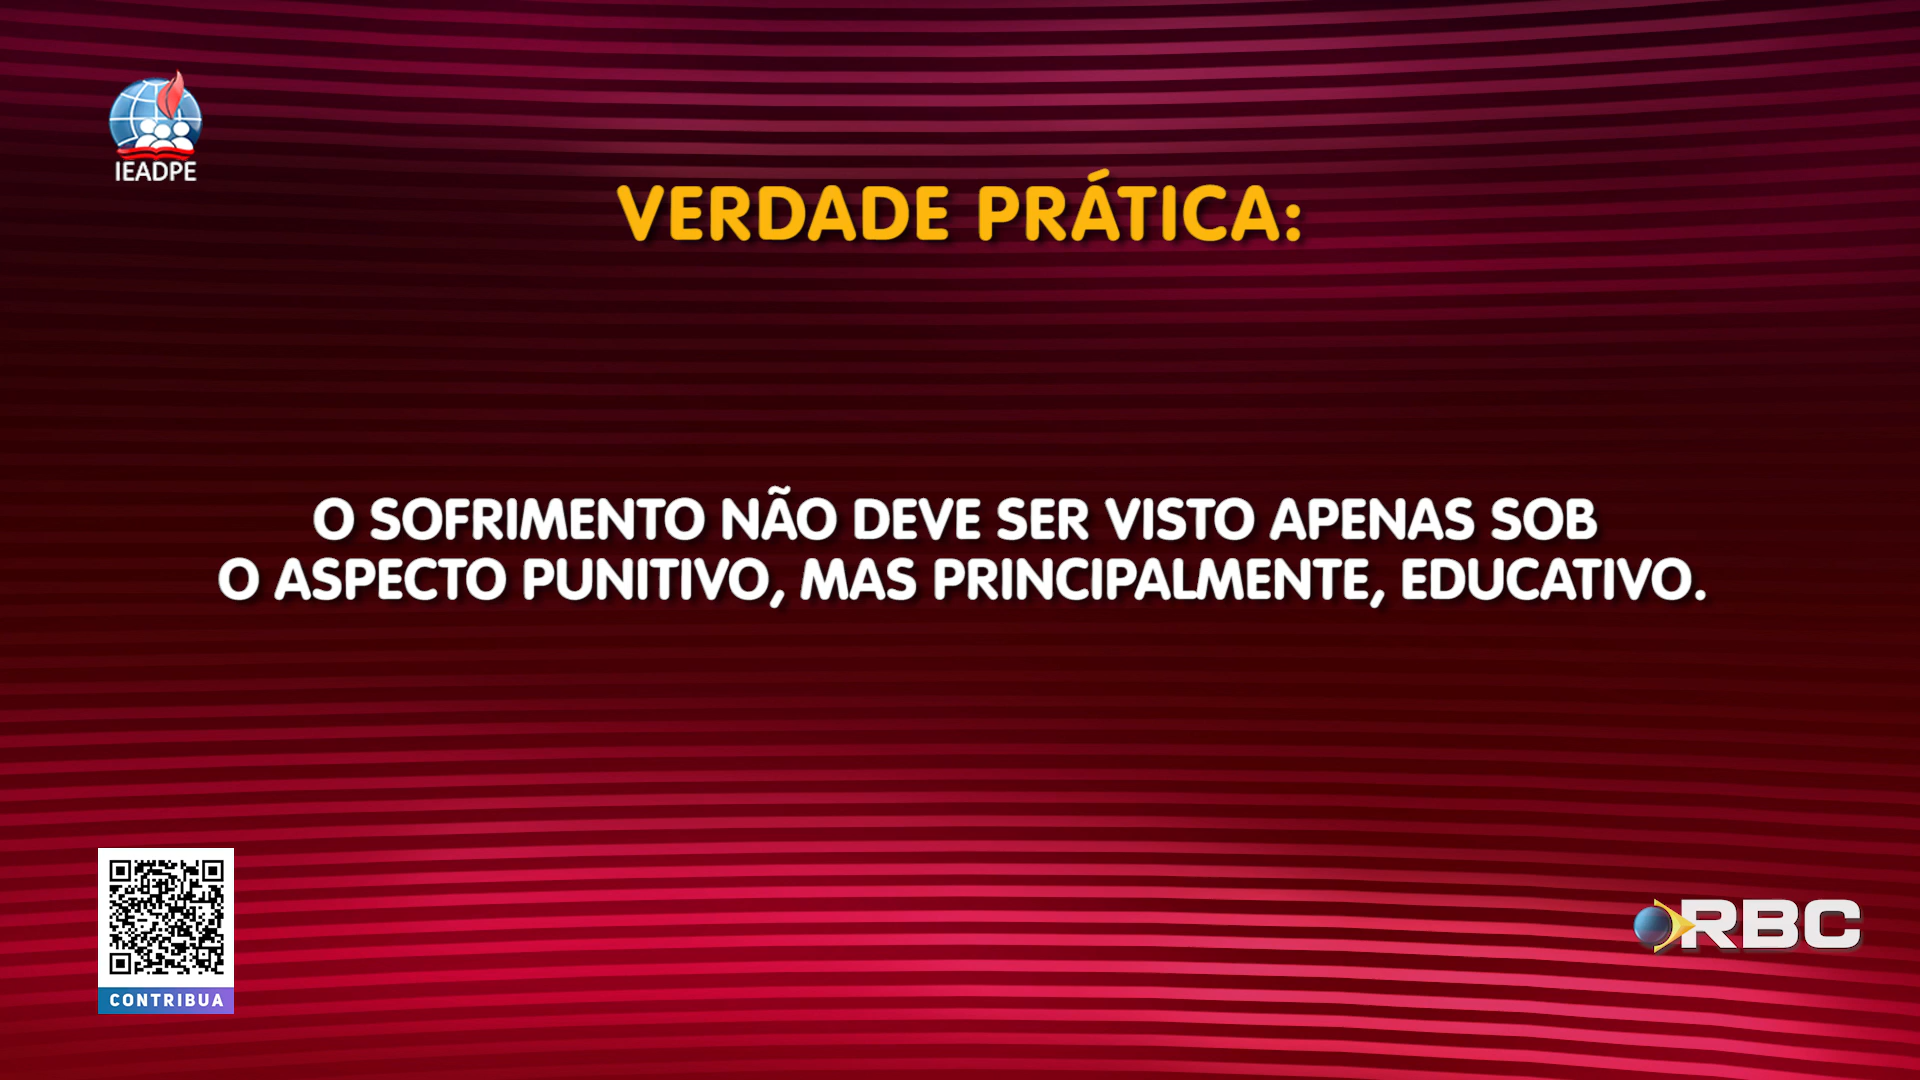 IEADPE
VERDADE PRÁTICA:
O SOFRIMENTO NÃO DEVE SER VISTO APENAS SOB
O ASPECTO PUNITIVO, MAS PRINCIPALMENTE, EDUCATIVO.
RBC
CONTRIBUA